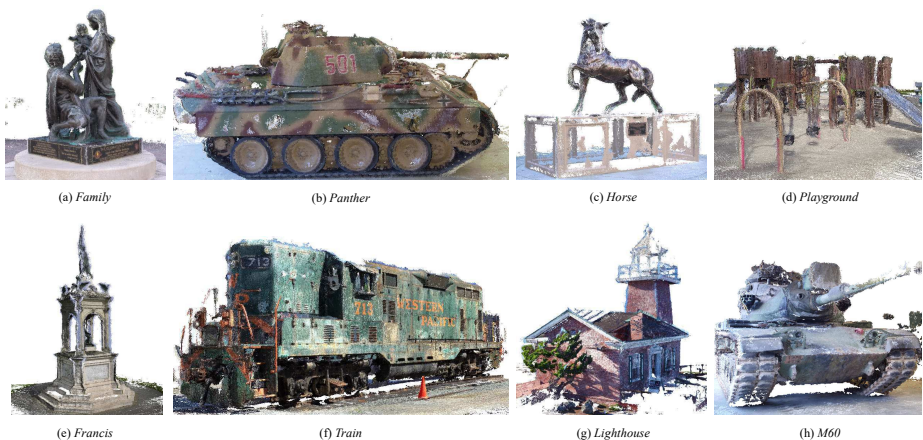 501
(a) Family
(b) Panther
(c) Horse
(d) Playground
713
713
WESTERN
PACIFIC
(e) Francis
(f) Train
(g) Lighthouse
(h) M60